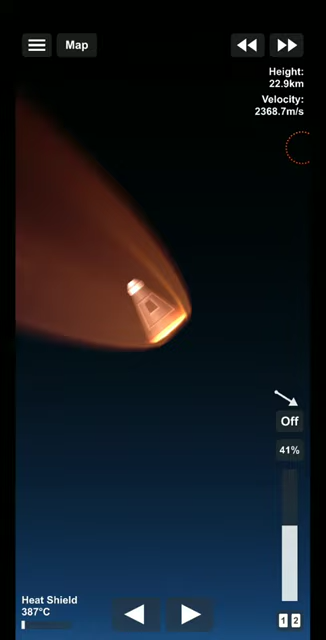 Map
Height:
22.9km
Velocity:
2368.7m/s
Off
41%
Heat Shield
387°C
1 2